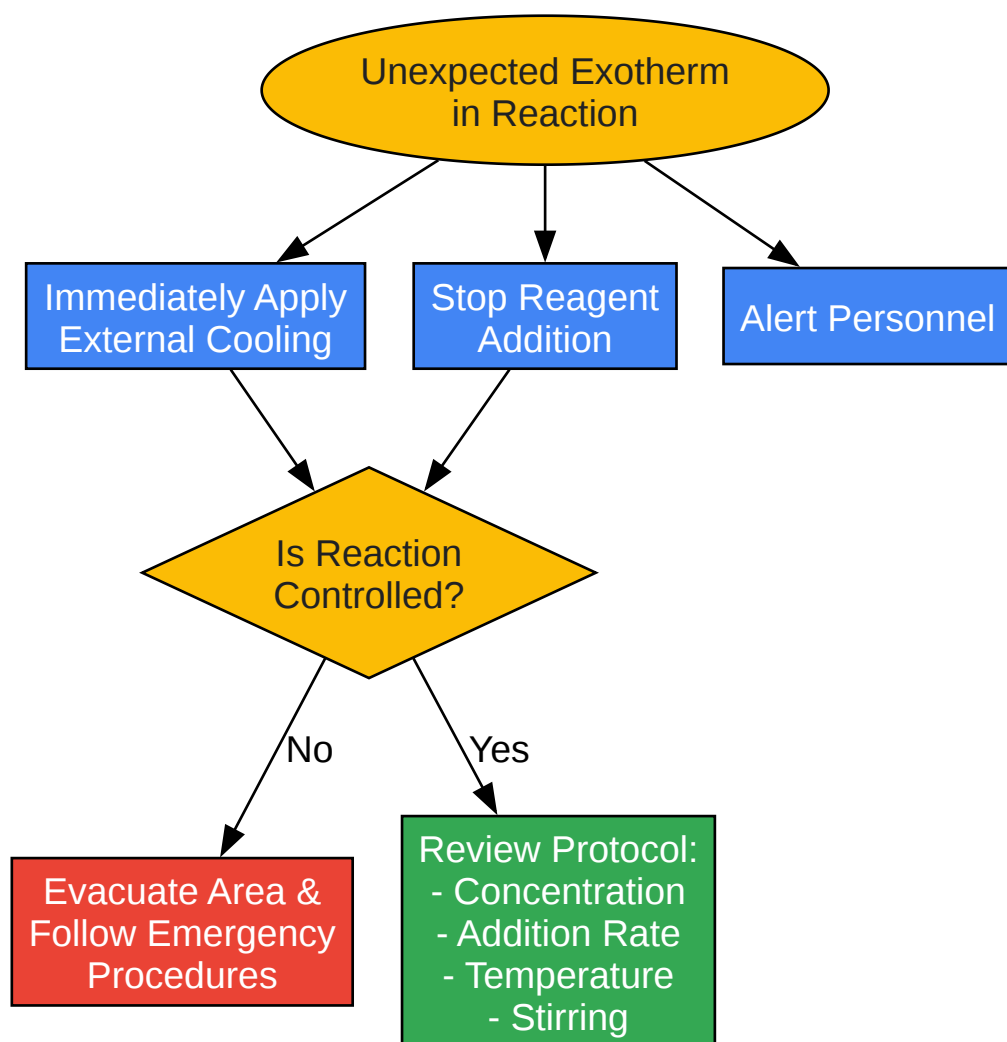 Unexpected Exotherm
in Reaction
Immediately Apply
External Cooling
Stop Reagent
Addition
Alert Personnel
Is Reaction
Controlled?
No
Yes
Evacuate Area &
Follow Emergency
Procedures
Review Protocol:
- Concentration
- Addition Rate
- Temperature
- Stirring